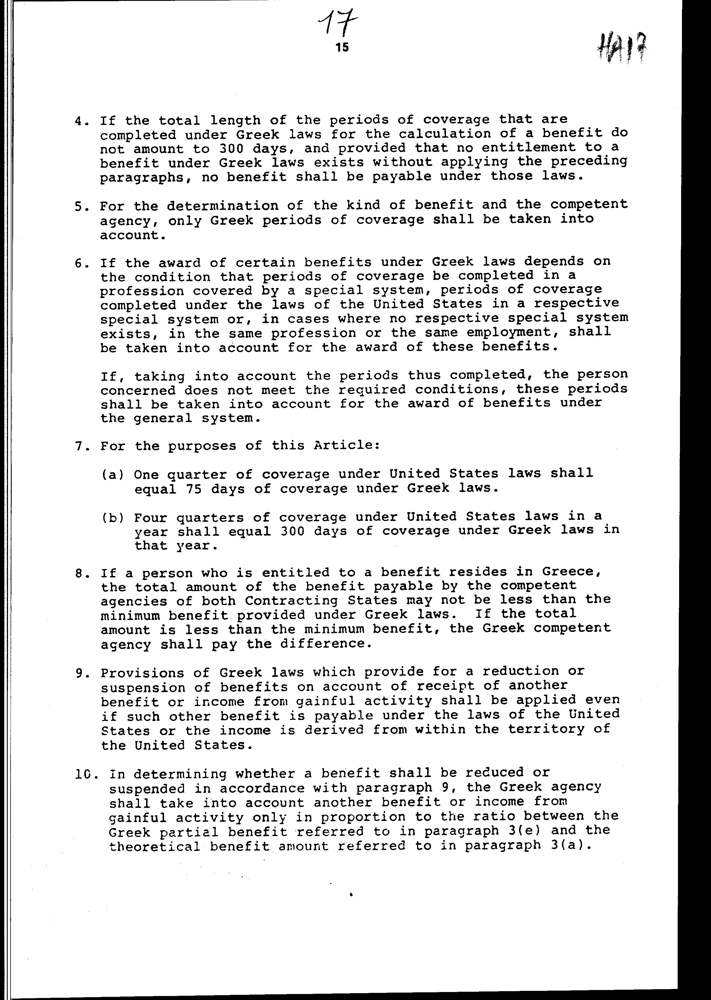 17
15
HA17
4. If the total length of the periods of coverage that are
completed under Greek laws for the calculation of a benefit do
not amount to 300 days, and provided that no entitlement to a
benefit under Greek laws exists without applying the preceding
paragraphs, no benefit shall be payable under those laws.
5. For the determination of the kind of benefit and the competent
agency, only Greek periods of coverage shall be taken into
account.
6. If the award of certain benefits under Greek laws depends on
the condition that periods of coverage be completed in a
profession covered by a special system, periods of coverage
completed under the laws of the United States in a respective
special system or, in cases where no respective special system
exists, in the same profession or the same employment, shall
be taken into account for the award of these benefits.
If, taking into account the periods thus completed, the person
concerned does not meet the required conditions, these periods
shall be taken into account for the award of benefits under
the general system.
7. For the purposes of this Article:
(a) One quarter of coverage under United States laws shall
equal 75 days of coverage under Greek laws.
(b) Four quarters of coverage under United States laws in a
year shall equal 300 days of coverage under Greek laws in
that year.
8. If a person who is entitled to a benefit resides in Greece,
the total amount of the benefit payable by the competent
agencies of both Contracting States may not be less than the
minimum benefit provided under Greek laws. If the total
amount is less than the minimum benefit, the Greek competent
agency shall pay the difference.
9. Provisions of Greek laws which provide for a reduction or
suspension of benefits on account of receipt of another
benefit or income from gainful activity shall be applied even
if such other benefit is payable under the laws of the United
States or the income is derived from within the territory of
the United States.
10. In determining whether a benefit shall be reduced or
suspended in accordance with paragraph 9, the Greek agency
shall take into account another benefit or income from
gainful activity only in proportion to the ratio between the
Greek partial benefit referred to in paragraph 3(e) and the
theoretical benefit amount referred to in paragraph 3(a).